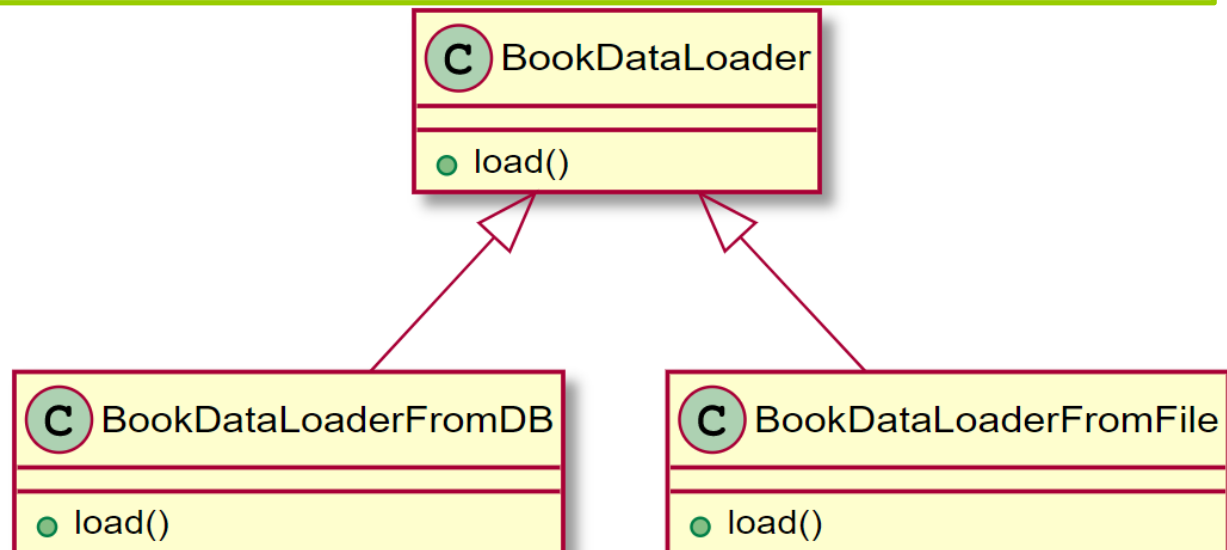 C BookDataLoader
load()
C BookDataLoaderFromDB
load()
C BookDataLoaderFromFile
load()